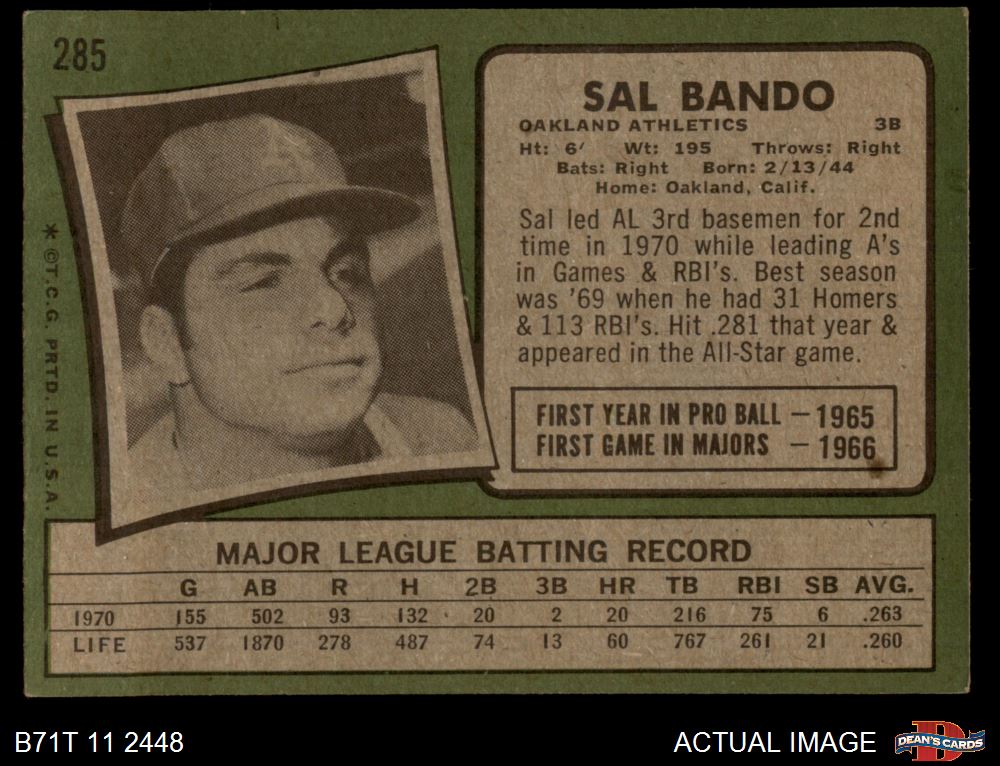 285
SAL BANDO
OAKLAND ATHLETICS 3B
Ht: 6' Wt: 195 Throws: Right
Bats: Right Born: 2/13/44
Home: Oakland, Calif.
Sal led AL 3rd basemen for 2nd
time in 1970 while leading A's
in Games & RBI's. Best season
was '69 when he had 31 Homers
& 113 RBI's. Hit .281 that year &
appeared in the All-Star game.
FIRST YEAR IN PRO BALL — 1965
FIRST GAME IN MAJORS — 1966
* ©T.C.G. PRTD. IN U.S.A.
MAJOR LEAGUE BATTING RECORD
G AB R H 2B 3B HR TB RBI SB AVG.
1970 155 502 93 132 20 2 20 216 75 6 .263
LIFE 537 1870 278 487 74 13 60 767 261 21 .260
B71T 11 2448
ACTUAL IMAGE
D
DEAN'S CARDS